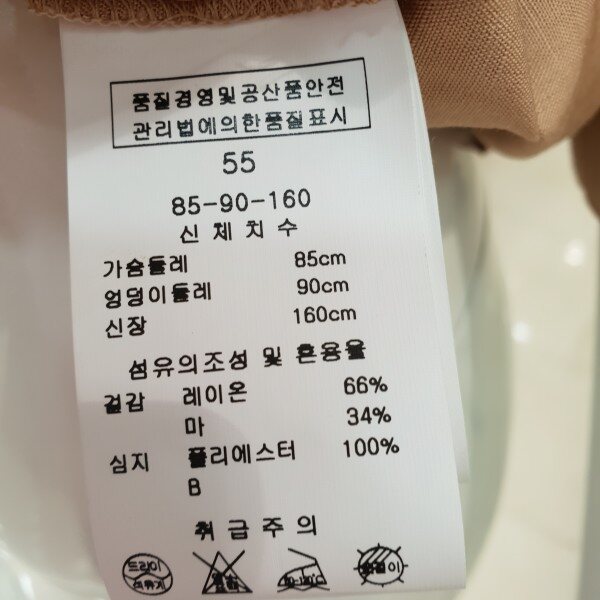 품질경영및공산품안전
관리법에의한품질표시
55
85-90-160
신체치수
가슴둘레 85cm
엉덩이둘레 90cm
신장 160cm
섬유의조성 및 혼용율
겉감 레이온 66%
마 34%
심지 폴리에스터 100%
B
취급주의
드라이